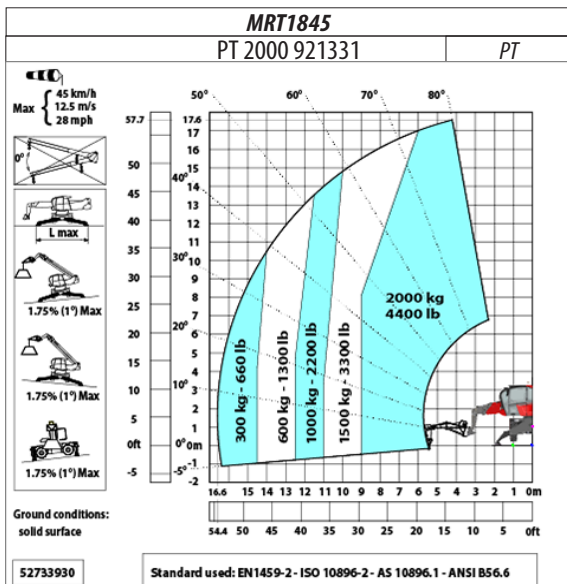 MRT1845
PT 2000 921331 PT
Max 45 km/h
12.5 m/s
28 mph
0°
L max
1.75% (1°) Max
1.75% (1°) Max
1.75% (1°) Max
Ground conditions:
solid surface
52733930
57.7
50
45
40
35
30
25
20
15
10
5
0ft
-5
17.6
17
16
15
14
13
12
11
10
9
8
7
6
5
4
3
2
1
0m
-1
-2
50°
60°
70°
80°
40°
30°
20°
10°
0°
-5°
300 kg - 660 lb
600 kg - 1300 lb
1000 kg - 2200 lb
1500 kg - 3300 lb
2000 kg
4400 lb
16.6 15 14 13 12 11 10 9 8 7 6 5 4 3 2 1 0m
54.4 50 45 40 35 30 25 20 15 10 5 0ft
Standard used: EN1459-2 - ISO 10896-2 - AS 10896.1 - ANSI B56.6